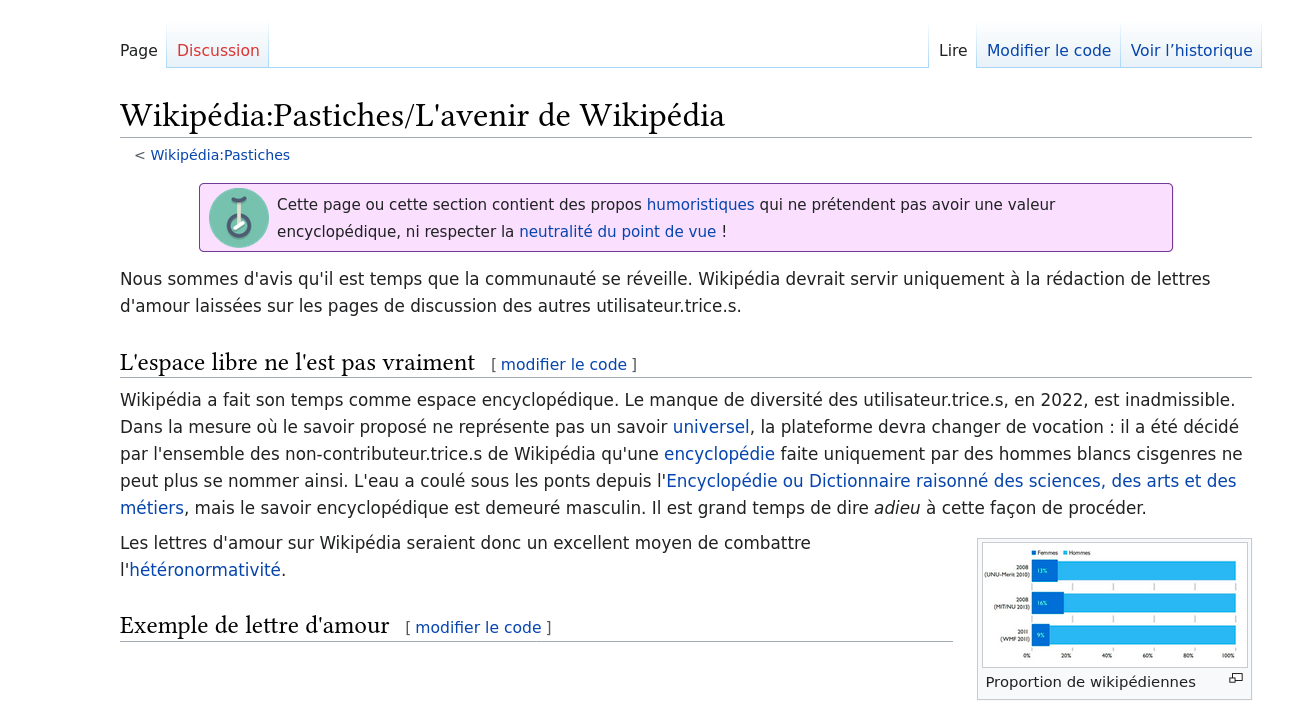 Page Discussion Lire Modifier le code Voir l’historique
Wikipédia:Pastiches/L'avenir de Wikipédia
< Wikipédia:Pastiches
Cette page ou cette section contient des propos humoristiques qui ne prétendent pas avoir une valeur
encyclopédique, ni respecter la neutralité du point de vue !
Nous sommes d'avis qu'il est temps que la communauté se réveille. Wikipédia devrait servir uniquement à la rédaction de lettres
d'amour laissées sur les pages de discussion des autres utilisateur.trice.s.
L'espace libre ne l'est pas vraiment [ modifier le code ]
Wikipédia a fait son temps comme espace encyclopédique. Le manque de diversité des utilisateur.trice.s, en 2022, est inadmissible.
Dans la mesure où le savoir proposé ne représente pas un savoir universel, la plateforme devra changer de vocation : il a été décidé
par l'ensemble des non-contributeur.trice.s de Wikipédia qu'une encyclopédie faite uniquement par des hommes blancs cisgenres ne
peut plus se nommer ainsi. L'eau a coulé sous les ponts depuis l'Encyclopédie ou Dictionnaire raisonné des sciences, des arts et des
métiers, mais le savoir encyclopédique est demeuré masculin. Il est grand temps de dire adieu à cette façon de procéder.
Les lettres d'amour sur Wikipédia seraient donc un excellent moyen de combattre
l'hétéronormativité.
Exemple de lettre d'amour [ modifier le code ]
Femmes Hommes
2008
(UNU-Merit 2010)
13%
2008
(MIT/NU 2013)
16%
2011
(WMF 2011)
9%
0% 20% 40% 60% 80% 100%
Proportion de wikipédiennes